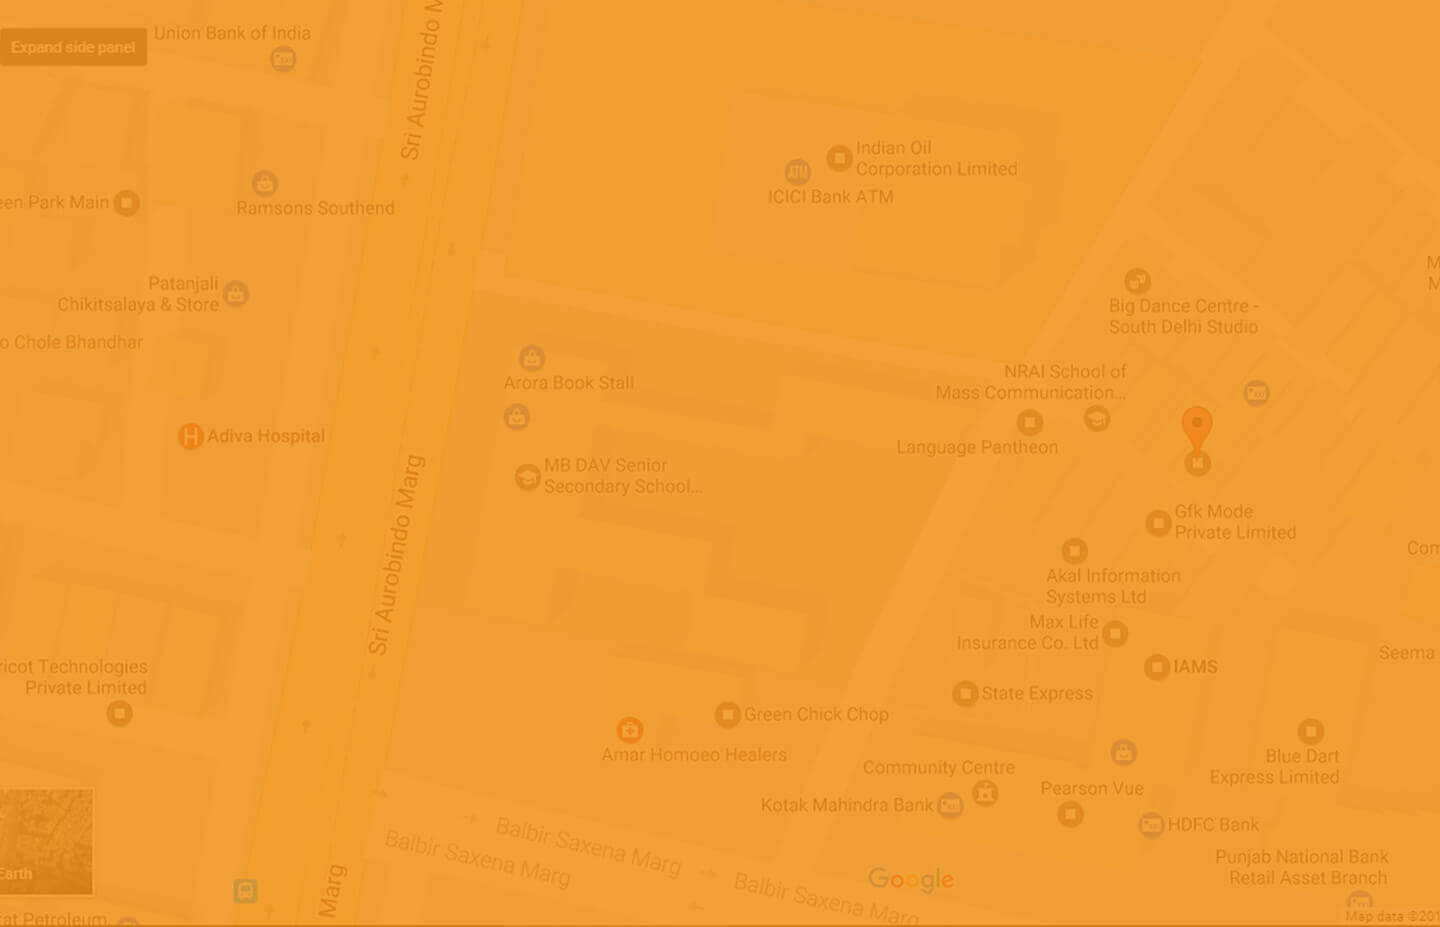 Union Bank of India
Expand side panel
Sri Aurobindo M
Indian Oil
Corporation Limited
ICICI Bank ATM
ATM
een Park Main
Ramsons Southend
Patanjali
Chikitsalaya & Store
o Chole Bhandhar
M
M
Big Dance Centre -
South Delhi Studio
Arora Book Stall
NRAI School of
Mass Communication...
Language Pantheon
H Adiva Hospital
MB DAV Senior
Secondary School...
M
Sri Aurobindo Marg
Gfk Mode
Private Limited
Com
Akal Information
Systems Ltd
Max Life
Insurance Co. Ltd
Seema
IAMS
ricot Technologies
Private Limited
State Express
Green Chick Chop
Amar Homoeo Healers
Blue Dart
Express Limited
Community Centre
Pearson Vue
Kotak Mahindra Bank
HDFC Bank
Balbir Saxena Marg
Balbir Saxena Marg
Balbir Saxena Marg
Punjab National Bank
Retail Asset Branch
Earth
Google
Marg
rat Petroleum
Map data ©201